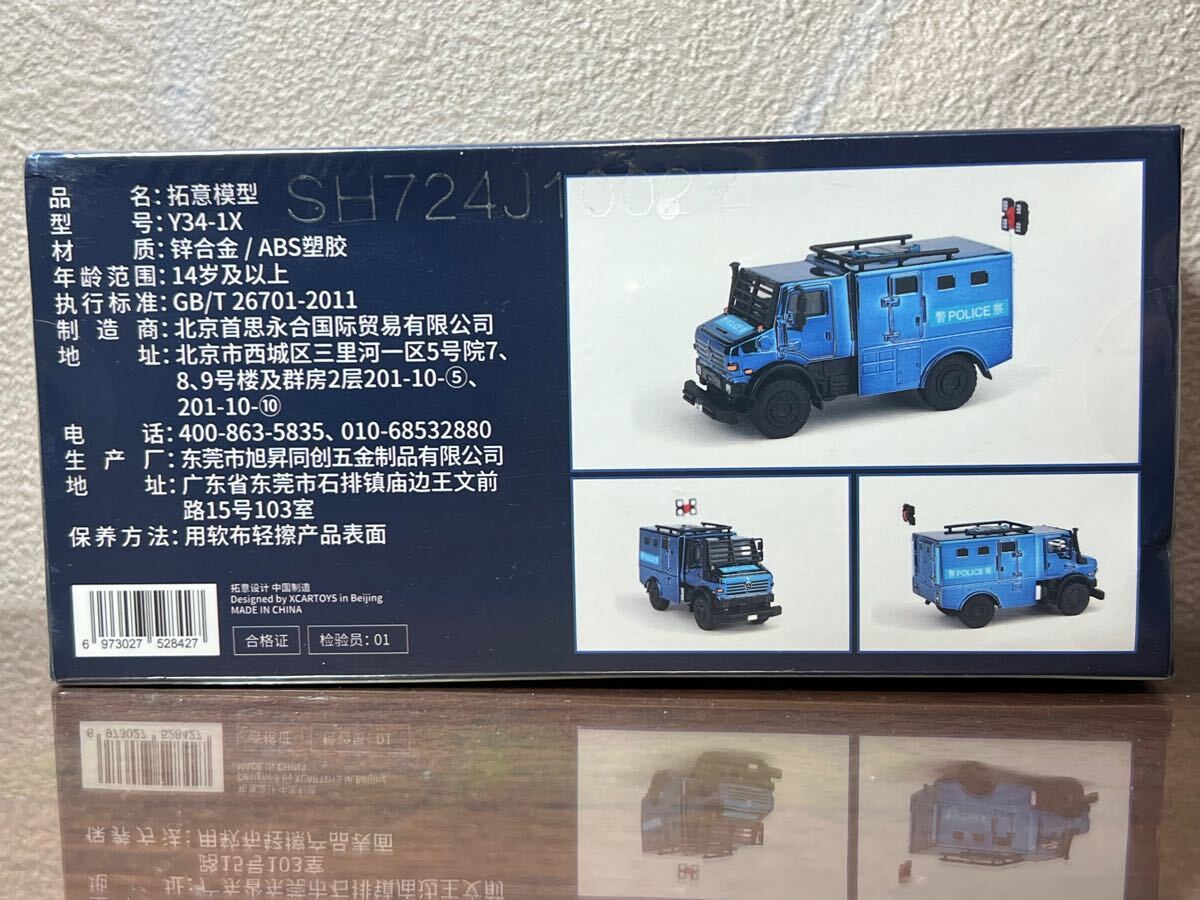 品名：拓意模型
型号：Y34-1X
材质：锌合金 / ABS塑胶
年龄范围：14岁及以上
执行标准：GB/T 26701-2011
制造商：北京首思永合国际贸易有限公司
地址：北京市西城区三里河一区5号院7、
8、9号楼及群房2层201-10-⑤、
201-10-⑩
电话：400-863-5835、010-68532880
生产厂：东莞市旭昇同创五金制品有限公司
地址：广东省东莞市石排镇庙边王文前
路15号103室
保养方法：用软布轻擦产品表面
拓意设计 中国制造
Designed by XCARTOYS in Beijing
MADE IN CHINA
6 973027 528427
合格证
检验员：01
警 POLICE 察
警 POLICE 察